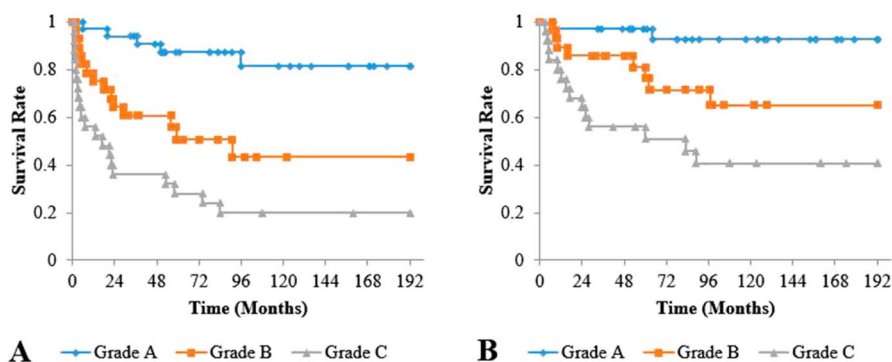 1
0.8
0.6
0.4
0.2
0
Survival Rate
0 24 48 72 96 120 144 168 192
Time (Months)
A Grade A Grade B Grade C
1
0.8
0.6
0.4
0.2
0
Survival Rate
0 24 48 72 96 120 144 168 192
Time (Months)
B Grade A Grade B Grade C